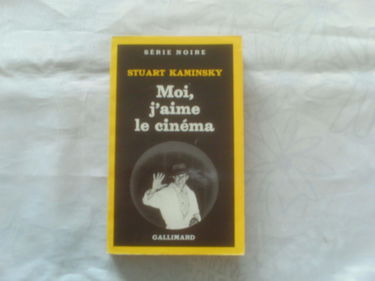 SÉRIE NOIRE
STUART KAMINSKY
Moi,
j'aime
le cinéma
GALLIMARD